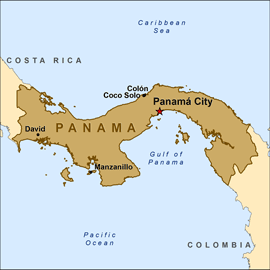 Caribbean
Sea
COSTA RICA
Colón
Coco Solo
Panamá City
David
PANAMA
Manzanillo
Gulf of
Panama
Pacific
Ocean
COLOMBIA